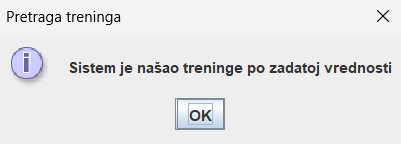 Pretraga treninga
Sistem je našao treninge po zadatoj vrednosti
OK